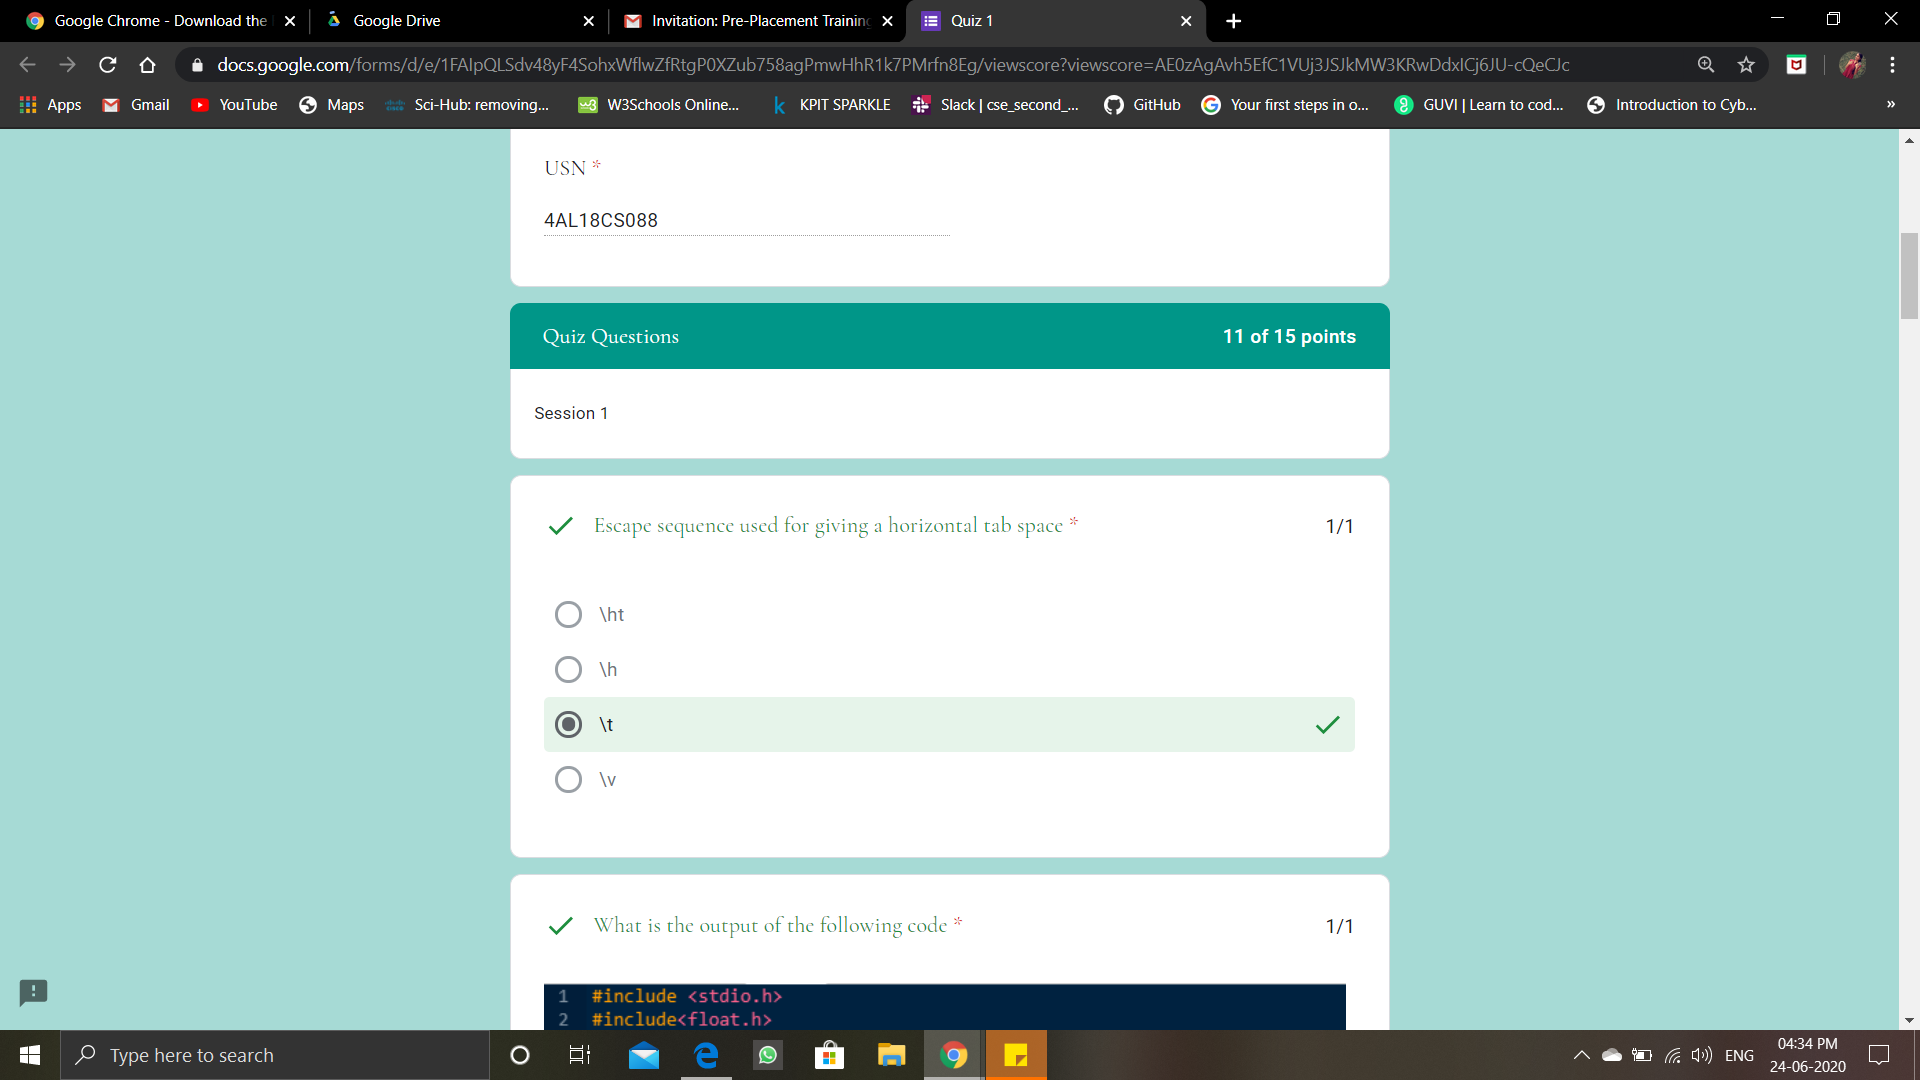 Google Chrome - Download the
Google Drive
Invitation: Pre-Placement Training
Quiz 1
docs.google.com/forms/d/e/1FAIpQLSdv48yF4SohxWflwZfRtgP0XZub758agPmwHhR1k7PMrfn8Eg/viewscore?viewscore=AE0zAgAvh5EfC1VUj3JSJkMW3KRwDdxICj6JU-cQeCJc
Apps
Gmail
YouTube
Maps
Sci-Hub: removing...
W3Schools Online...
KPIT SPARKLE
Slack | cse_second_...
GitHub
Your first steps in o...
GUVI | Learn to cod...
Introduction to Cyb...
»
USN *
4AL18CS088
Quiz Questions
11 of 15 points
Session 1
Escape sequence used for giving a horizontal tab space *
1/1
\ht
\h
\t
\v
What is the output of the following code *
1/1
1 #include <stdio.h>
2 #include<float.h>
Type here to search
ENG
04:34 PM
24-06-2020